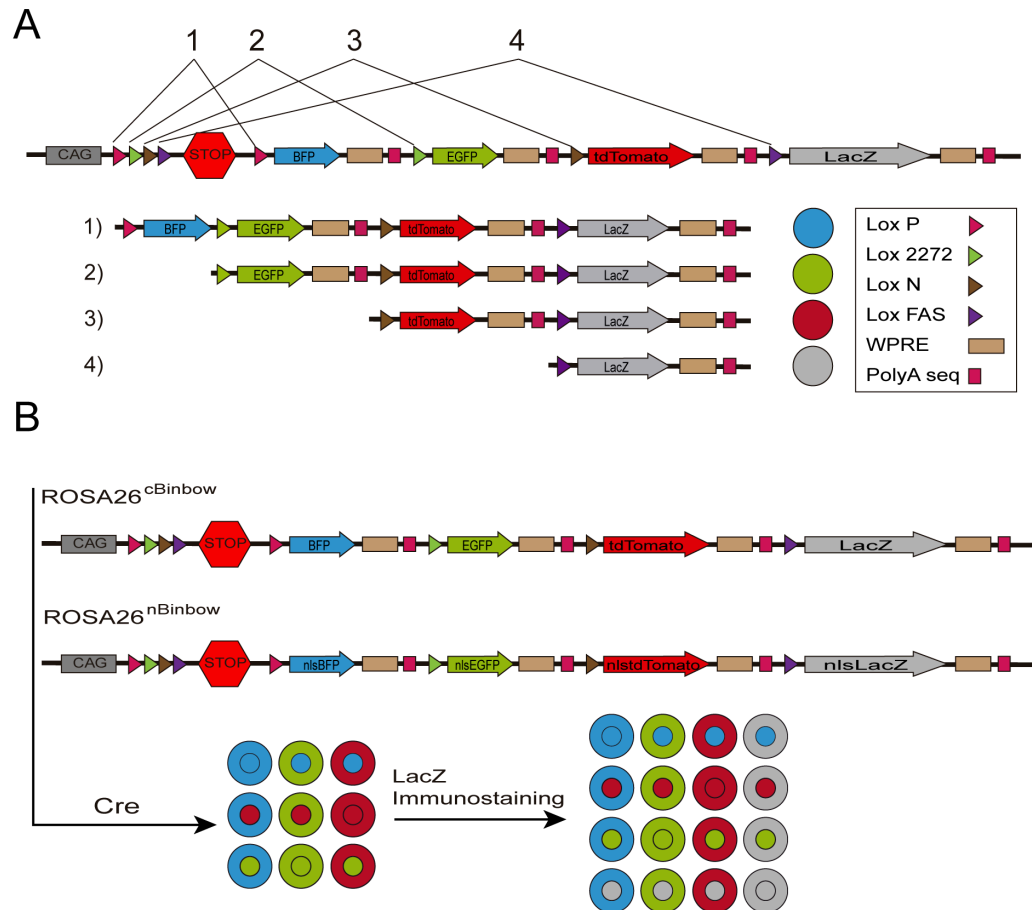 A
1 2 3 4
CAG STOP BFP EGFP tdTomato LacZ
1) BFP EGFP tdTomato LacZ
2) EGFP tdTomato LacZ
3) tdTomato LacZ
4) LacZ
Lox P
Lox 2272
Lox N
Lox FAS
WPRE
PolyA seq
B
ROSA26cBinbow
CAG STOP BFP EGFP tdTomato LacZ
ROSA26nBinbow
CAG STOP nlsBFP nlsEGFP nlstdTomato nlsLacZ
Cre
LacZ
Immunostaining